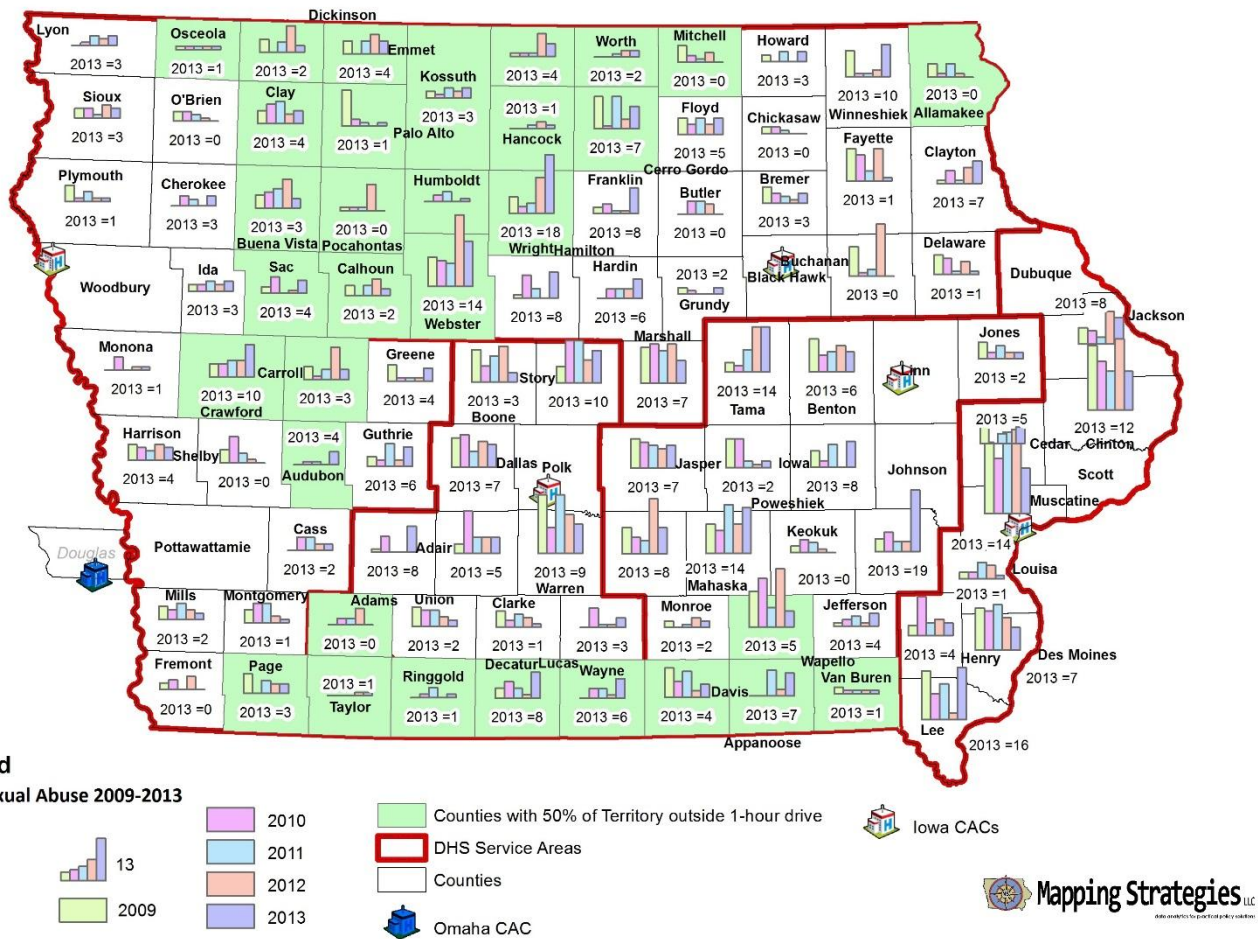 Dickinson
Lyon
2013 =3
Osceola
2013 =1
2013 =2
Emmet
2013 =4
Kossuth
2013 =3
2013 =4
Worth
2013 =2
Mitchell
2013 =0
Howard
2013 =3
2013 =10
Winneshiek
2013 =0
Allamakee
Sioux
2013 =3
O'Brien
2013 =0
Clay
2013 =4
2013 =1
Palo Alto
2013 =1
Hancock
2013 =7
Cerro Gordo
Floyd
2013 =5
Chickasaw
2013 =0
Fayette
2013 =1
Clayton
2013 =7
Plymouth
2013 =1
Cherokee
2013 =3
2013 =3
Buena Vista
2013 =0
Pocahontas
Humboldt
2013 =18
Wright
Franklin
2013 =8
Butler
2013 =0
Bremer
2013 =3
Woodbury
Ida
2013 =3
Sac
2013 =4
Calhoun
2013 =2
2013 =14
Webster
Hamilton
2013 =8
Hardin
2013 =6
2013 =2
Grundy
Black Hawk
Buchanan
2013 =0
Delaware
2013 =1
Dubuque
2013 =8
Jackson
Monona
2013 =1
2013 =10
Crawford
Carroll
2013 =3
Greene
2013 =4
2013 =3
Boone
Story
2013 =10
Marshall
2013 =7
2013 =14
Tama
2013 =6
Benton
inn
Jones
2013 =2
2013 =12
Clinton
2013 =5
Cedar
Scott
Muscatine
2013 =14
Harrison
2013 =4
Shelby
2013 =0
2013 =4
Audubon
Guthrie
2013 =6
Dallas
2013 =7
Polk
Jasper
2013 =7
2013 =2
Poweshiek
Iowa
2013 =8
Johnson
Douglas
Pottawattamie
Cass
2013 =2
2013 =8
Adair
2013 =5
2013 =9
Warren
2013 =8
2013 =14
Mahaska
Keokuk
2013 =0
2013 =19
Louisa
2013 =1
Mills
2013 =2
Montgomery
2013 =1
Adams
2013 =0
Union
2013 =2
Clarke
2013 =1
2013 =3
Lucas
Monroe
2013 =2
2013 =5
Wapello
Jefferson
2013 =4
2013 =4
Henry
Des Moines
2013 =7
Fremont
2013 =0
Page
2013 =3
2013 =1
Taylor
Ringgold
2013 =1
Decatur
2013 =8
Wayne
2013 =6
2013 =4
Davis
2013 =7
Van Buren
2013 =1
Lee
2013 =16
Appanoose
d
xual Abuse 2009-2013
13
2009
2010
2011
2012
2013
Counties with 50% of Territory outside 1-hour drive
DHS Service Areas
Counties
Omaha CAC
Iowa CACs
Mapping Strategies LLC
data analytics for practical policy solutions